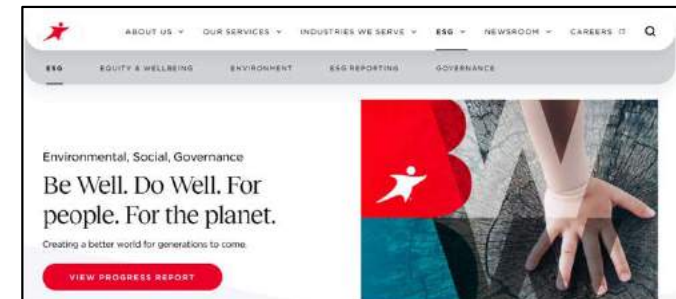 ABOUT US OUR SERVICES INDUSTRIES WE SERVE ESG NEWSROOM CAREERS
ESG EQUITY & WELLBEING ENVIRONMENT ESG REPORTING GOVERNANCE
Environmental, Social, Governance
Be Well. Do Well. For
people. For the planet.
Creating a better world for generations to come.
VIEW PROGRESS REPORT
BW